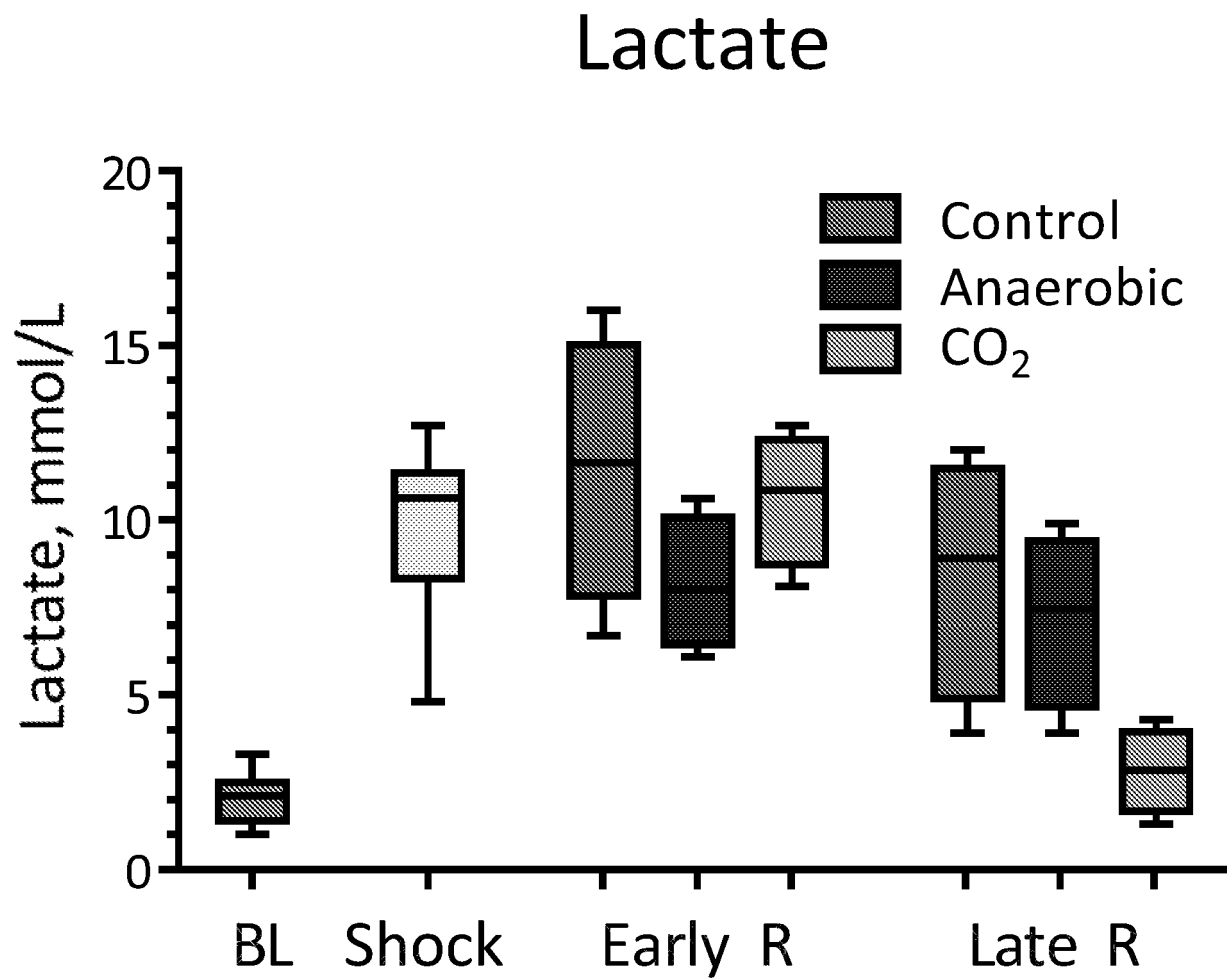 Lactate
20
15
10
5
0
Lactate, mmol/L
Control
Anaerobic
CO₂
BL Shock Early R Late R